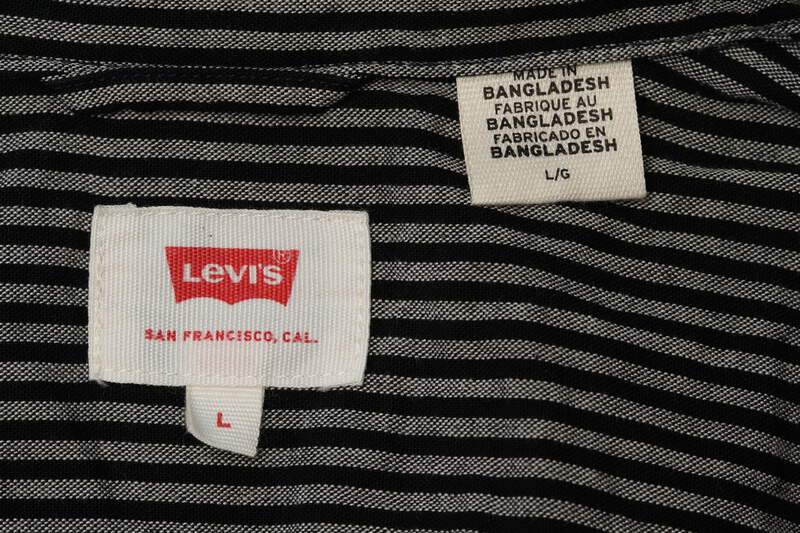 MADE IN
BANGLADESH
FABRIQUE AU
BANGLADESH
FABRICADO EN
BANGLADESH
L/G
LEVI'S
SAN FRANCISCO, CAL.
L